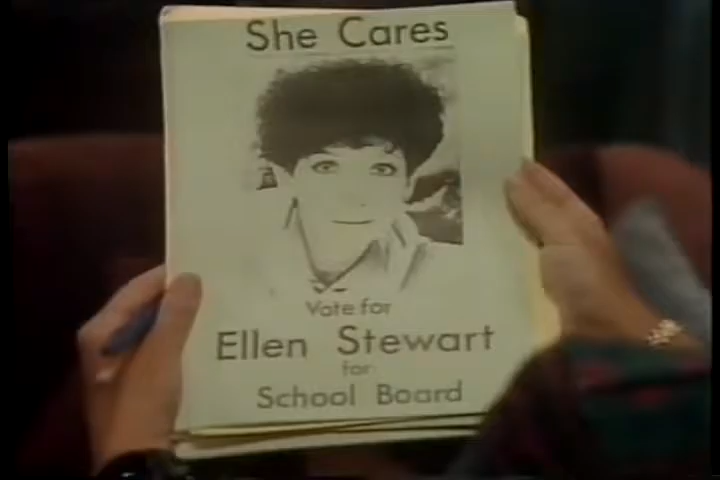 She Cares
Vote for
Ellen Stewart
for
School Board